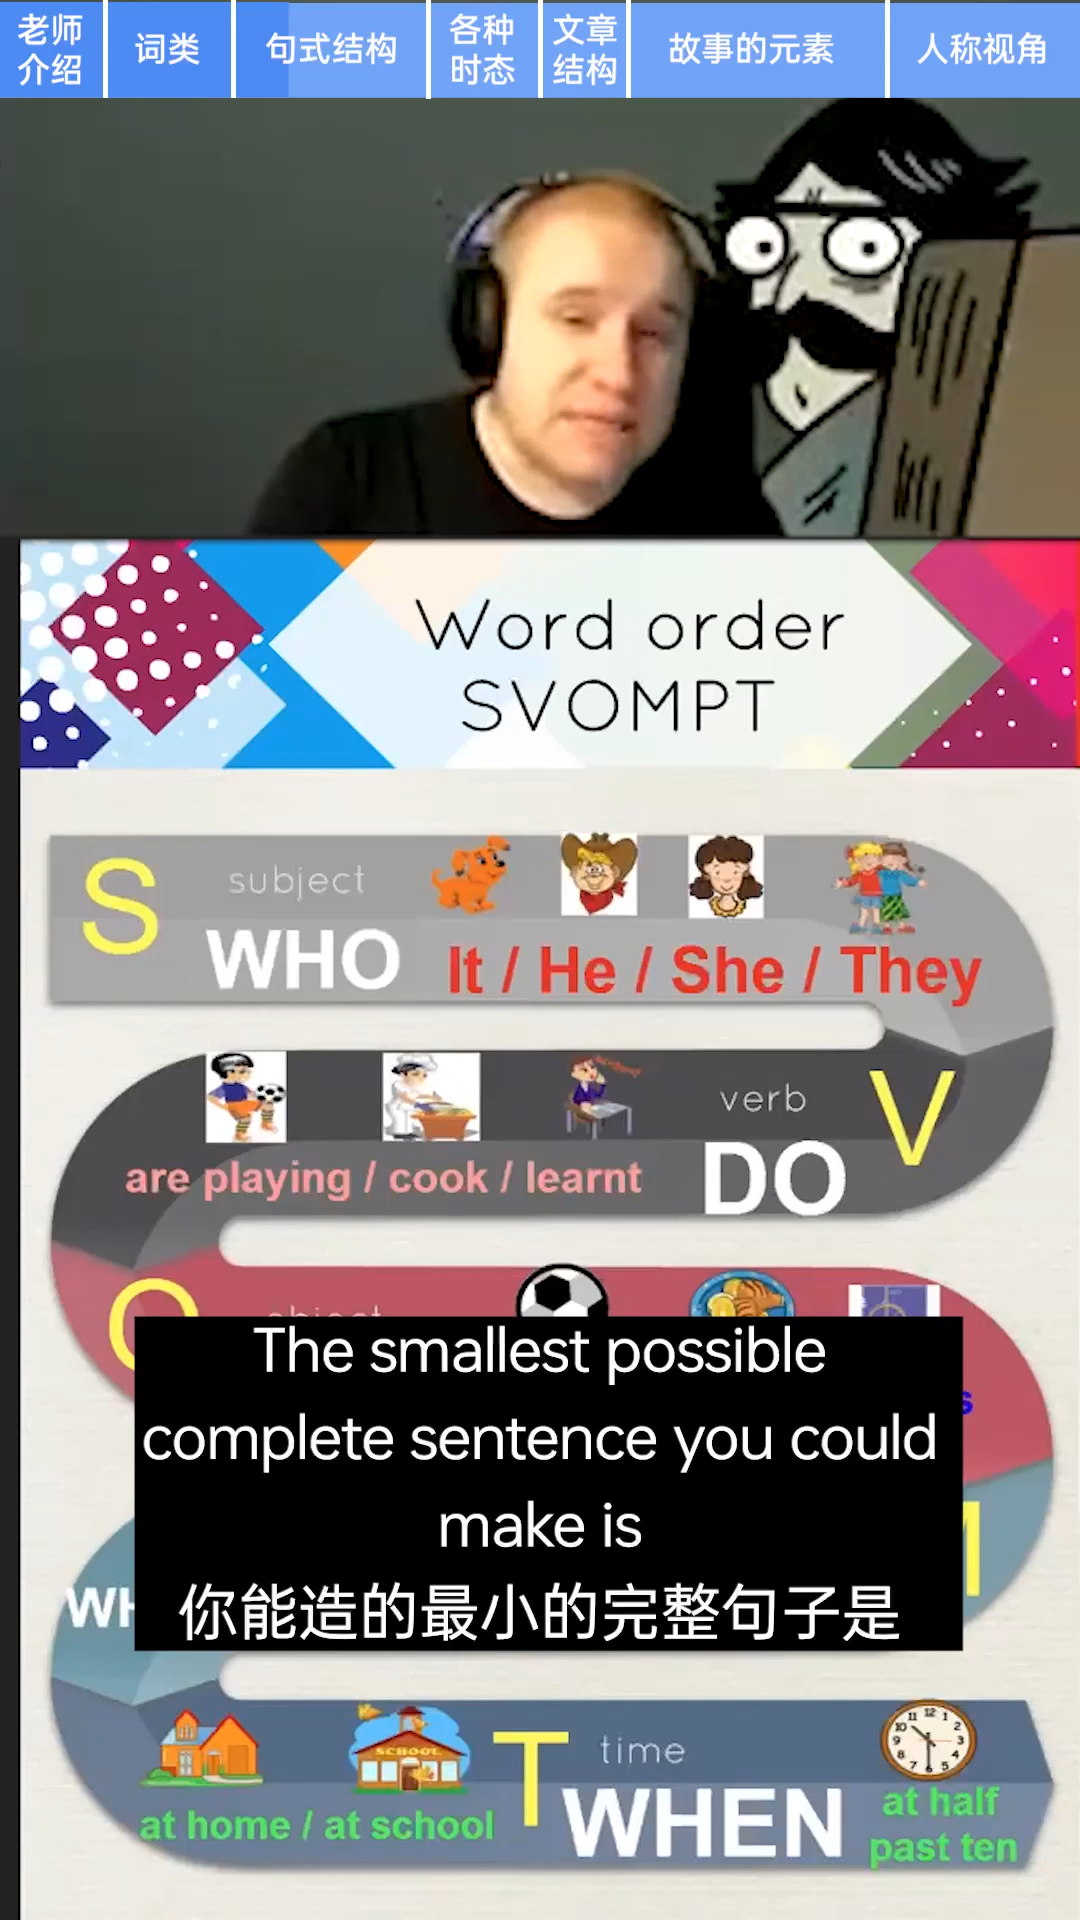 老师
介绍
词类
句式结构
各种
时态
文章
结构
故事的元素
人称视角
Word order
SVOMPT
S
subject
WHO
It / He / She / They
verb
V
are playing / cook / learnt
DO
The smallest possible
complete sentence you could
make is
你能造的最小的完整句子是
SCHOOL
T
time
at home / at school
WHEN
at half
past ten